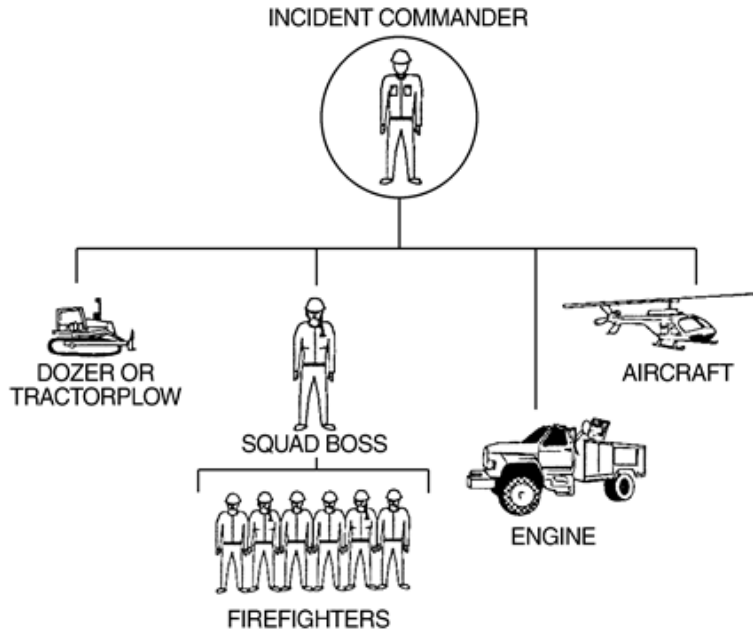 INCIDENT COMMANDER
DOZER OR
TRACTORPLOW
SQUAD BOSS
AIRCRAFT
ENGINE
FIREFIGHTERS